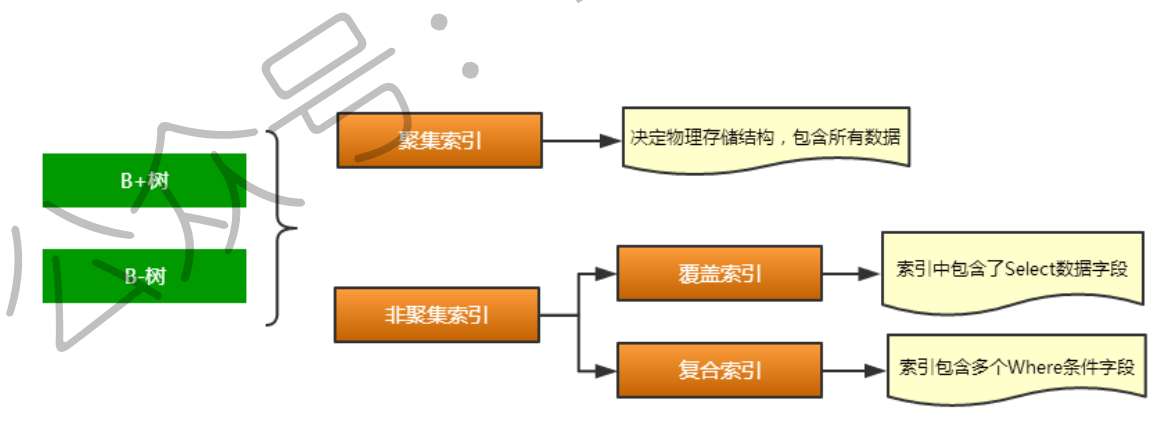 公众号：
B+树
B-树
聚集索引
决定物理存储结构，包含所有数据
非聚集索引
覆盖索引
索引中包含了Select数据字段
复合索引
索引包含多个Where条件字段